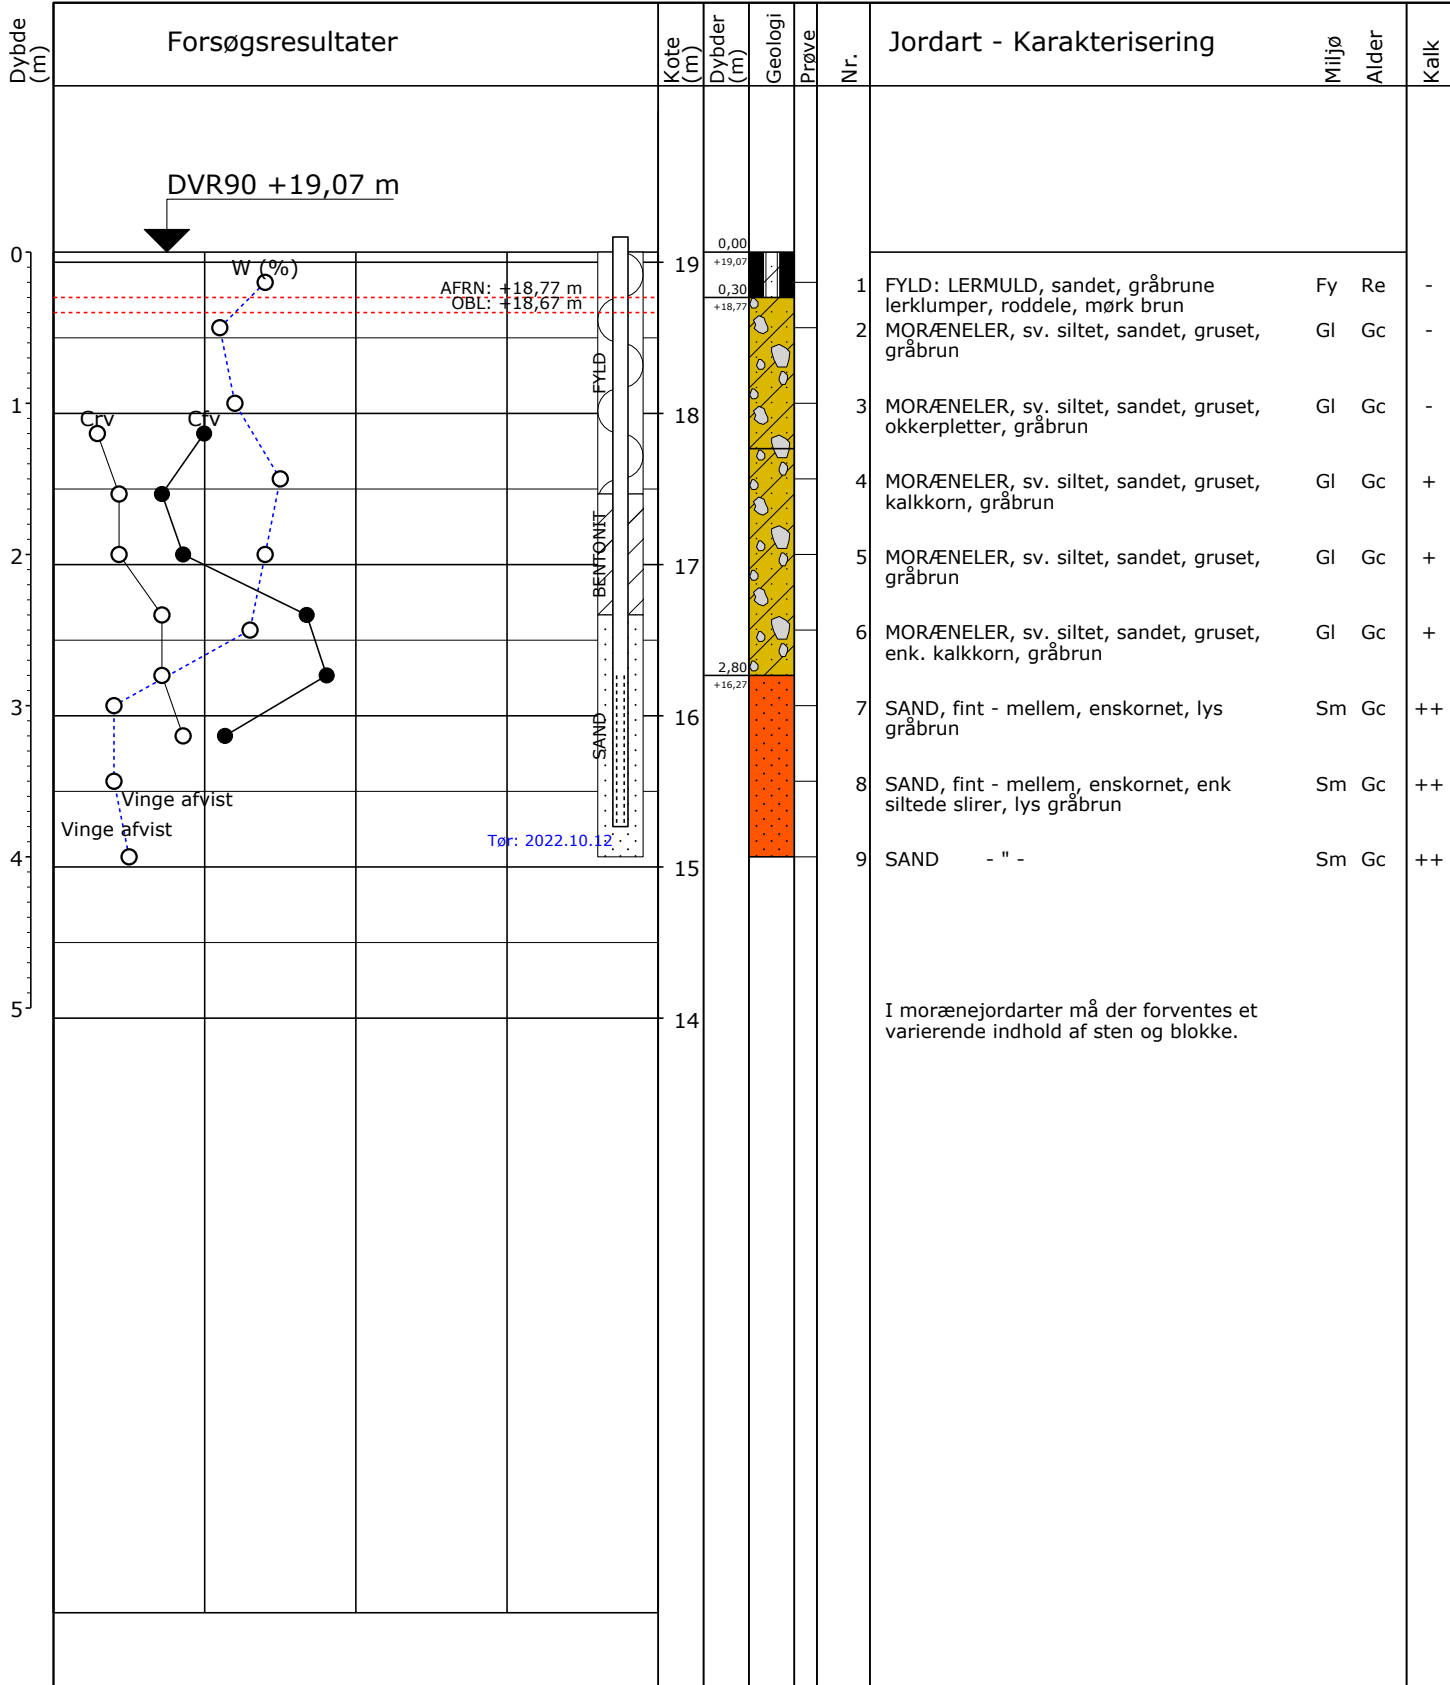 Dybde
(m)
Forsøgsresultater
Kote
(m)
Dybder
(m)
Geologi
Prøve
Nr.
Jordart - Karakterisering
Miljø
Alder
Kalk
DVR90 +19,07 m
0
1
2
3
4
5
W (%)
AFRN: +18,77 m
OBL: +18,67 m
Crv
Cfv
Vinge afvist
Vinge afvist
FYLD
BENTONIT
SAND
Tør: 2022.10.12
19
18
17
16
15
14
0,00
+19,07
0,30
+18,77
2,80
+16,27
1 FYLD: LERMULD, sandet, gråbrune Fy Re -
lerklumper, roddele, mørk brun
2 MORÆNELER, sv. siltet, sandet, gruset, Gl Gc -
gråbrun
3 MORÆNELER, sv. siltet, sandet, gruset, Gl Gc -
okkerpletter, gråbrun
4 MORÆNELER, sv. siltet, sandet, gruset, Gl Gc +
kalkkorn, gråbrun
5 MORÆNELER, sv. siltet, sandet, gruset, Gl Gc +
gråbrun
6 MORÆNELER, sv. siltet, sandet, gruset, Gl Gc +
enk. kalkkorn, gråbrun
7 SAND, fint - mellem, enskornet, lys Sm Gc ++
gråbrun
8 SAND, fint - mellem, enskornet, enk Sm Gc ++
siltede slirer, lys gråbrun
9 SAND - " - Sm Gc ++
I morænejordarter må der forventes et
varierende indhold af sten og blokke.